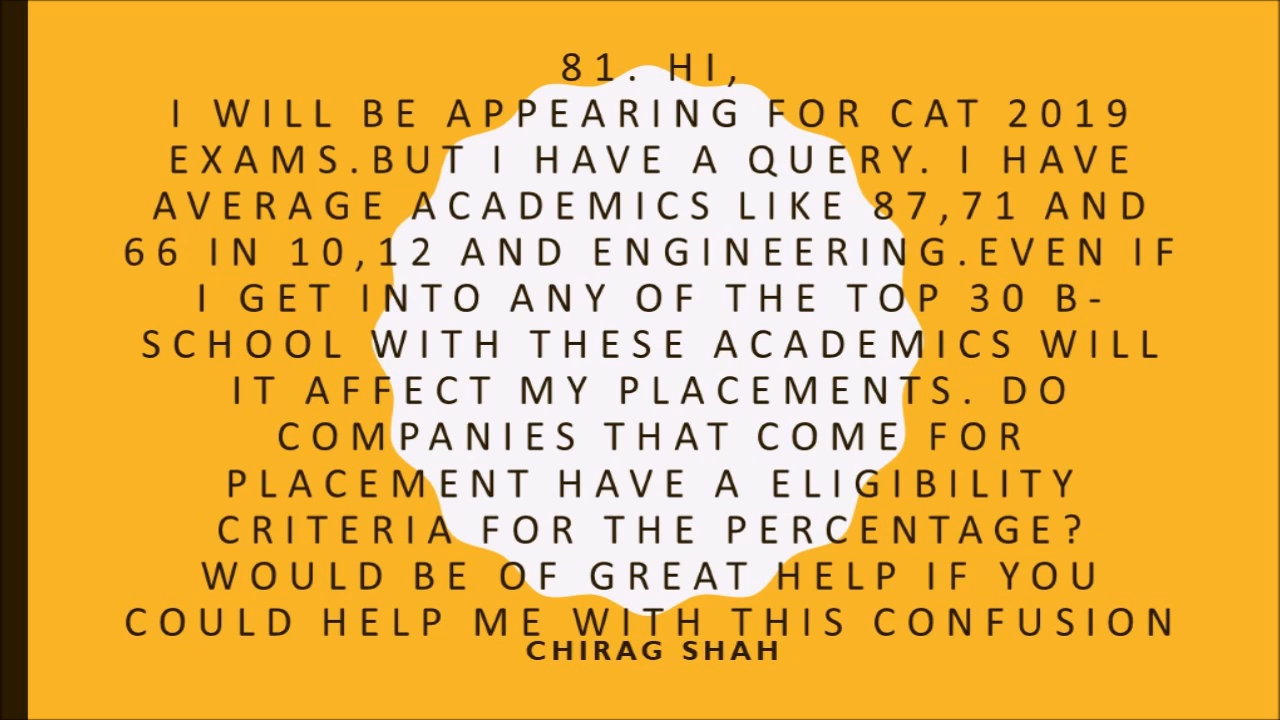 81. HI,
I WILL BE APPEARING FOR CAT 2019
EXAMS.BUT I HAVE A QUERY. I HAVE
AVERAGE ACADEMICS LIKE 87,71 AND
66 IN 10,12 AND ENGINEERING.EVEN IF
I GET INTO ANY OF THE TOP 30 B-
SCHOOL WITH THESE ACADEMICS WILL
IT AFFECT MY PLACEMENTS. DO
COMPANIES THAT COME FOR
PLACEMENT HAVE A ELIGIBILITY
CRITERIA FOR THE PERCENTAGE?
WOULD BE OF GREAT HELP IF YOU
COULD HELP ME WITH THIS CONFUSION
CHIRAG SHAH